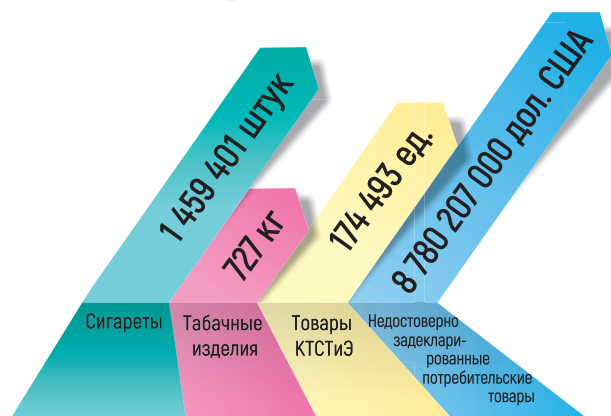 1 459 401 штук
727 кг
174 493 ед.
8 780 207 000 дол. США
Сигареты
Табачные
изделия
Товары
КТСТиЭ
Недостоверно
задеклари-
рованные
потребительские
товары